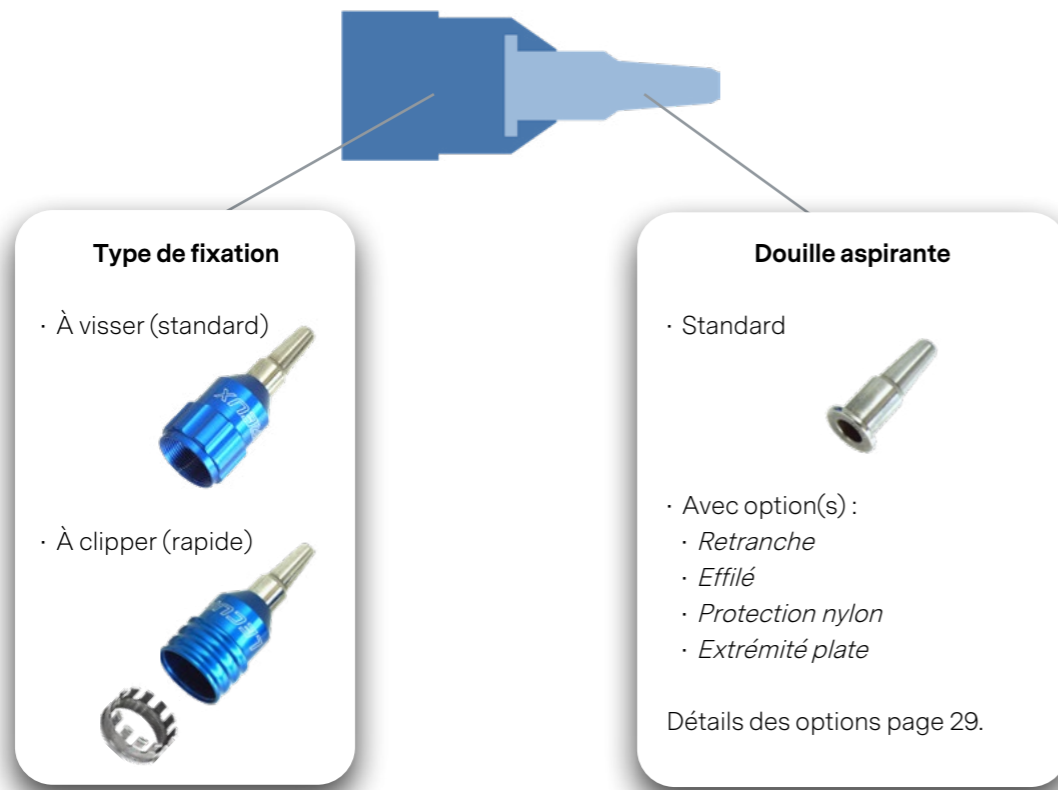 Type de fixation
· À visser (standard)
· À clipper (rapide)
Douille aspirante
· Standard
· Avec option(s) :
· Retranche
· Effilé
· Protection nylon
· Extrémité plate
Détails des options page 29.